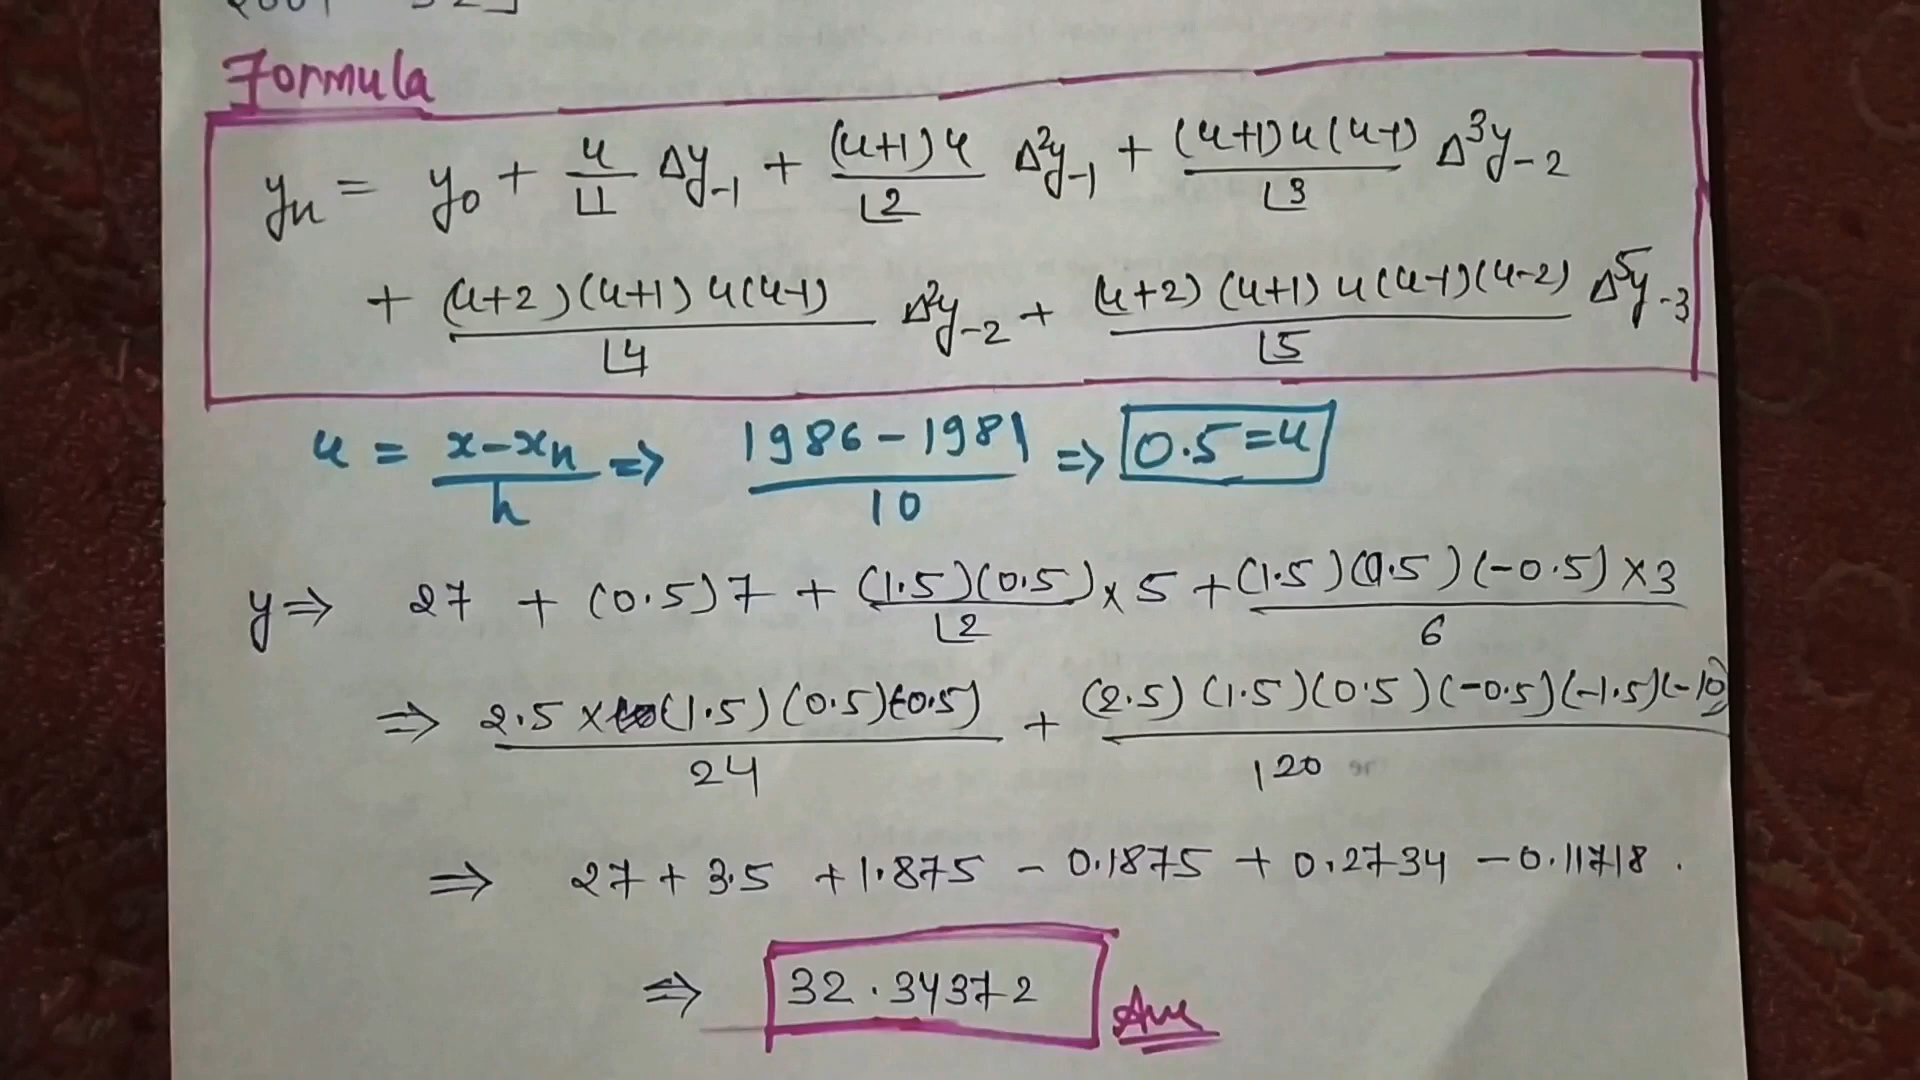 Formula
yu = y0 + u/⌊1 Δy-1 + (u+1)u/⌊2 Δ²y-1 + (u+1)u(u-1)/⌊3 Δ³y-2
+ (u+2)(u+1)u(u-1)/⌊4 Δ²y-2 + (u+2)(u+1)u(u-1)(u-2)/⌊5 Δ⁵y-3
u = x-xn/h ⇒ 1986-1981/10 ⇒ 0.5=u
y ⇒ 27 + (0.5)7 + (1.5)(0.5)/⌊2 × 5 + (1.5)(0.5)(-0.5)×3/6
⇒ 2.5×(1.5)(0.5)(-0.5)/24 + (2.5)(1.5)(0.5)(-0.5)(-1.5)(-10)/120
⇒ 27 + 3.5 + 1.875 - 0.1875 + 0.2734 - 0.11718 .
⇒ 32.34372 Ans